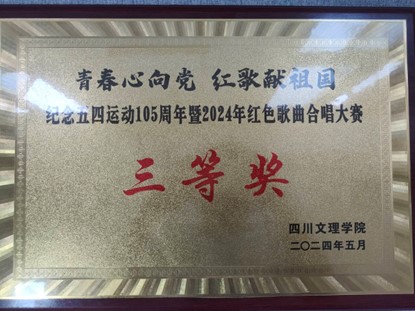 青春心向党 红歌献祖国
纪念五四运动105周年暨2024年红色歌曲合唱大赛
三等奖
四川文理学院
二〇二四年五月